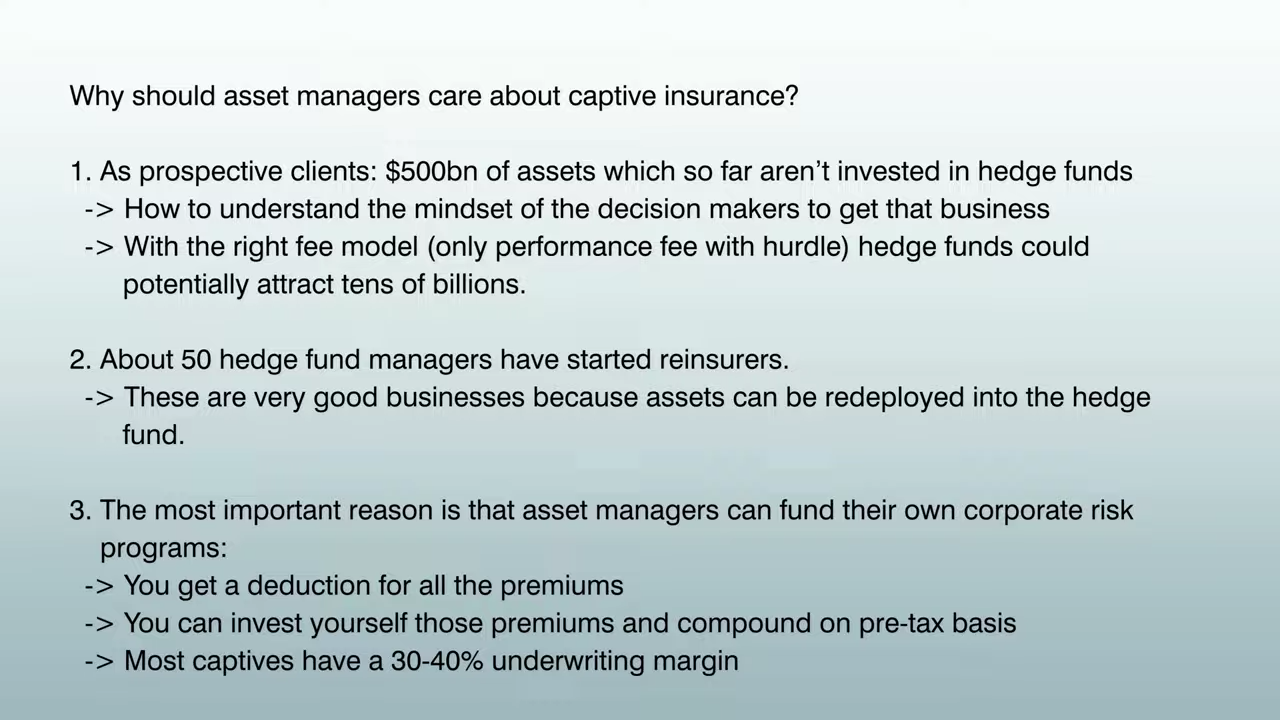 Why should asset managers care about captive insurance?
1. As prospective clients: $500bn of assets which so far aren’t invested in hedge funds
-> How to understand the mindset of the decision makers to get that business
-> With the right fee model (only performance fee with hurdle) hedge funds could
potentially attract tens of billions.
2. About 50 hedge fund managers have started reinsurers.
-> These are very good businesses because assets can be redeployed into the hedge
fund.
3. The most important reason is that asset managers can fund their own corporate risk
programs:
-> You get a deduction for all the premiums
-> You can invest yourself those premiums and compound on pre-tax basis
-> Most captives have a 30-40% underwriting margin